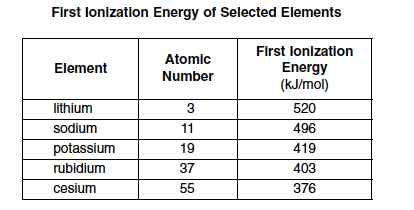 First Ionization Energy of Selected Elements
Element Atomic Number First Ionization Energy (kJ/mol)
lithium 3 520
sodium 11 496
potassium 19 419
rubidium 37 403
cesium 55 376